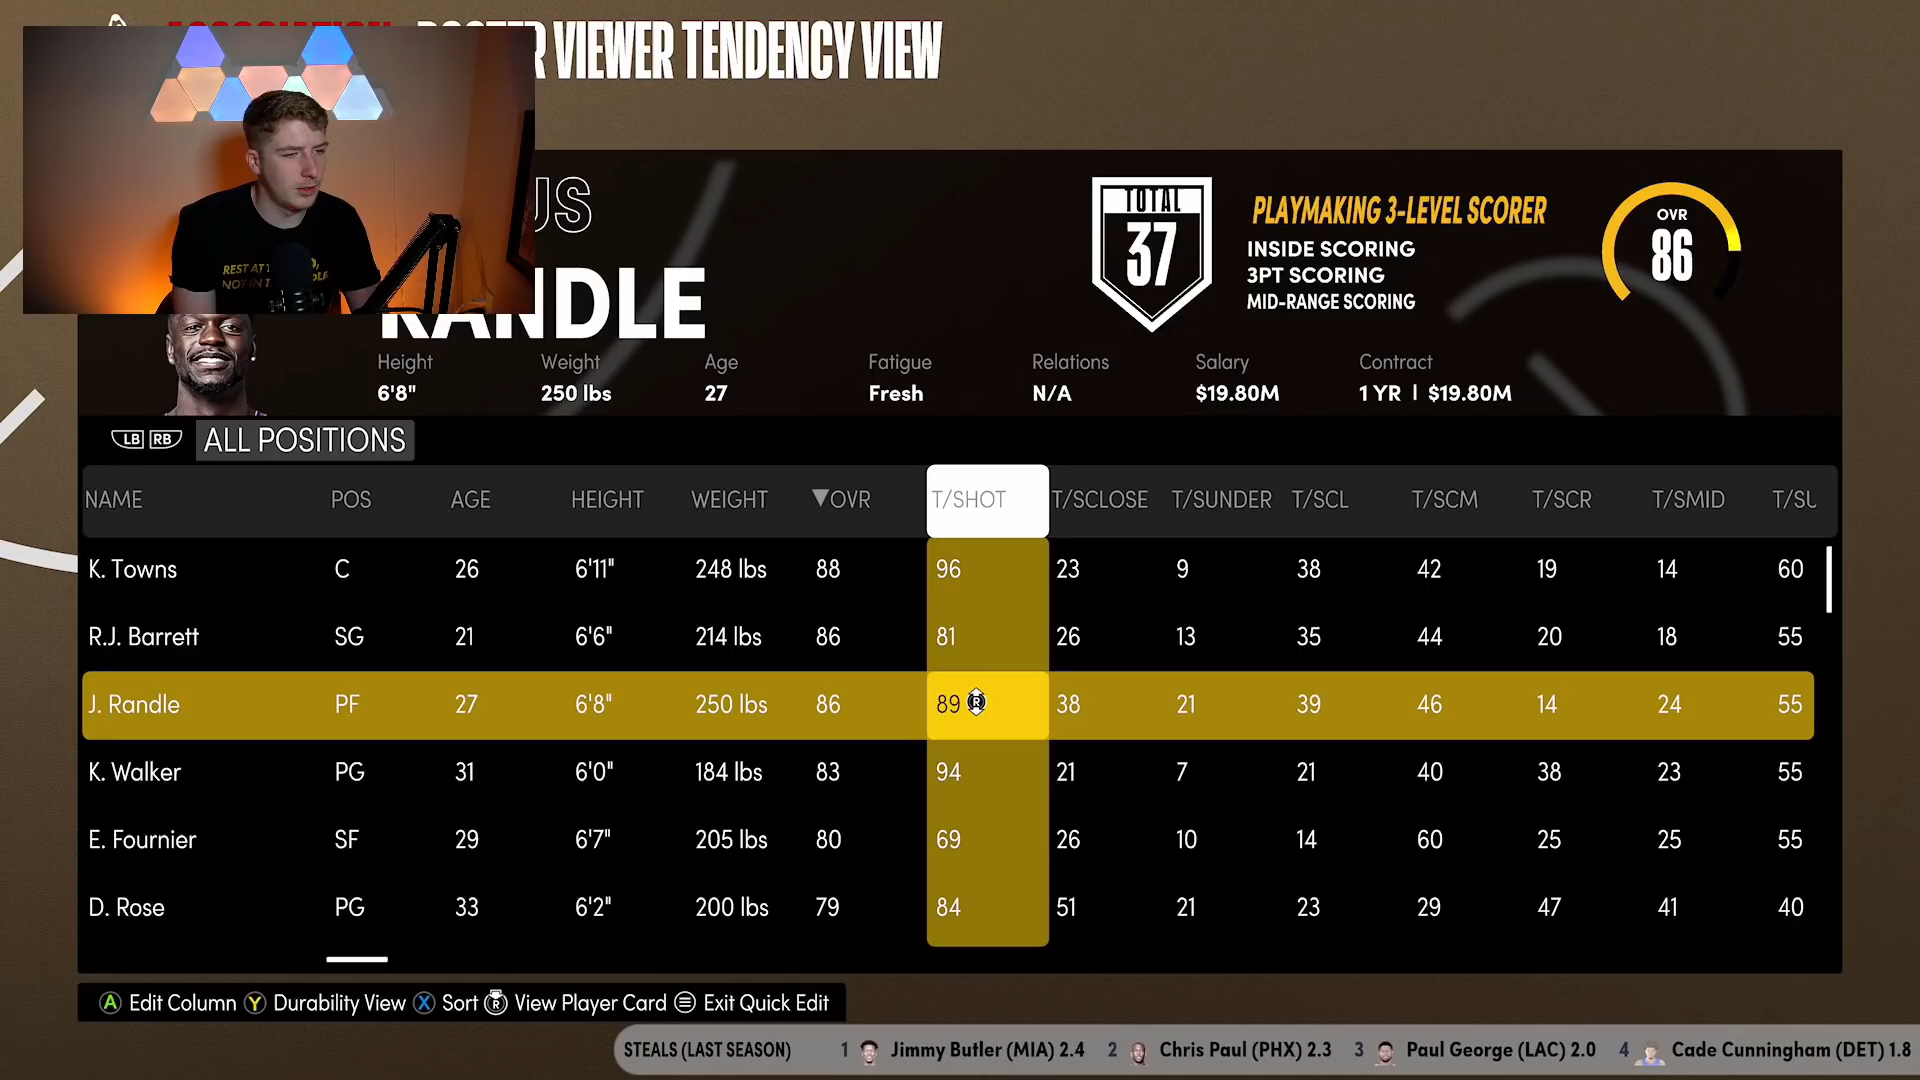 VIEWER TENDENCY VIEW
REST AT
NOT IN
RANDLE
TOTAL
37
PLAYMAKING 3-LEVEL SCORER
INSIDE SCORING
3PT SCORING
MID-RANGE SCORING
OVR
86
Height Weight Age Fatigue Relations Salary Contract
6'8" 250 lbs 27 Fresh N/A $19.80M 1 YR | $19.80M
LB RB ALL POSITIONS
NAME POS AGE HEIGHT WEIGHT ▼OVR T/SHOT T/SCLOSE T/SUNDER T/SCL T/SCM T/SCR T/SMID
K. Towns C 26 6'11" 248 lbs 88 96 23 9 38 42 19 14 60
R.J. Barrett SG 21 6'6" 214 lbs 86 81 26 13 35 44 20 18 55
J. Randle PF 27 6'8" 250 lbs 86 89 R 38 21 39 46 14 24 55
K. Walker PG 31 6'0" 184 lbs 83 94 21 7 21 40 38 23 55
E. Fournier SF 29 6'7" 205 lbs 80 69 26 10 14 60 25 25 55
D. Rose PG 33 6'2" 200 lbs 79 84 51 21 23 29 47 41 40
A Edit Column Y Durability View X Sort R View Player Card Exit Quick Edit
STEALS (LAST SEASON) 1 Jimmy Butler (MIA) 2.4 2 Chris Paul (PHX) 2.3 3 Paul George (LAC) 2.0 4 Cade Cunningham (DET) 1.8